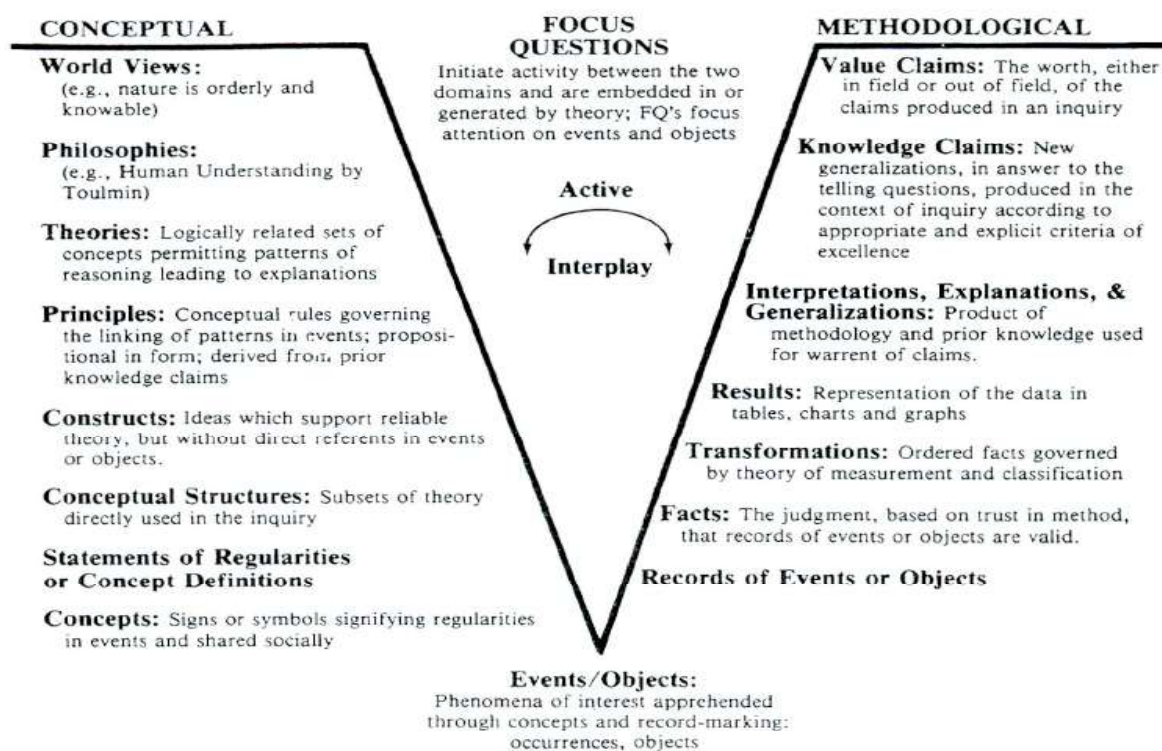 CONCEPTUAL
World Views:
(e.g., nature is orderly and
knowable)
Philosophies:
(e.g., Human Understanding by
Toulmin)
Theories: Logically related sets of
concepts permitting patterns of
reasoning leading to explanations
Principles: Conceptual rules governing
the linking of patterns in events; proposi-
tional in form; derived from prior
knowledge claims
Constructs: Ideas which support reliable
theory, but without direct referents in events
or objects.
Conceptual Structures: Subsets of theory
directly used in the inquiry
Statements of Regularities
or Concept Definitions
Concepts: Signs or symbols signifying regularities
in events and shared socially
FOCUS
QUESTIONS
Initiate activity between the two
domains and are embedded in or
generated by theory; FQ's focus
attention on events and objects
Active
Interplay
METHODOLOGICAL
Value Claims: The worth, either
in field or out of field, of
the claims produced in an inquiry
Knowledge Claims: New
generalizations, in answer to the
telling questions, produced in the
context of inquiry according to
appropriate and explicit criteria of
excellence
Interpretations, Explanations, &
Generalizations: Product of
methodology and prior knowledge used
for warrent of claims.
Results: Representation of the data in
tables, charts and graphs
Transformations: Ordered facts governed
by theory of measurement and classification
Facts: The judgment, based on trust in method,
that records of events or objects are valid.
Records of Events or Objects
Events/Objects:
Phenomena of interest apprehended
through concepts and record-marking:
occurrences, objects